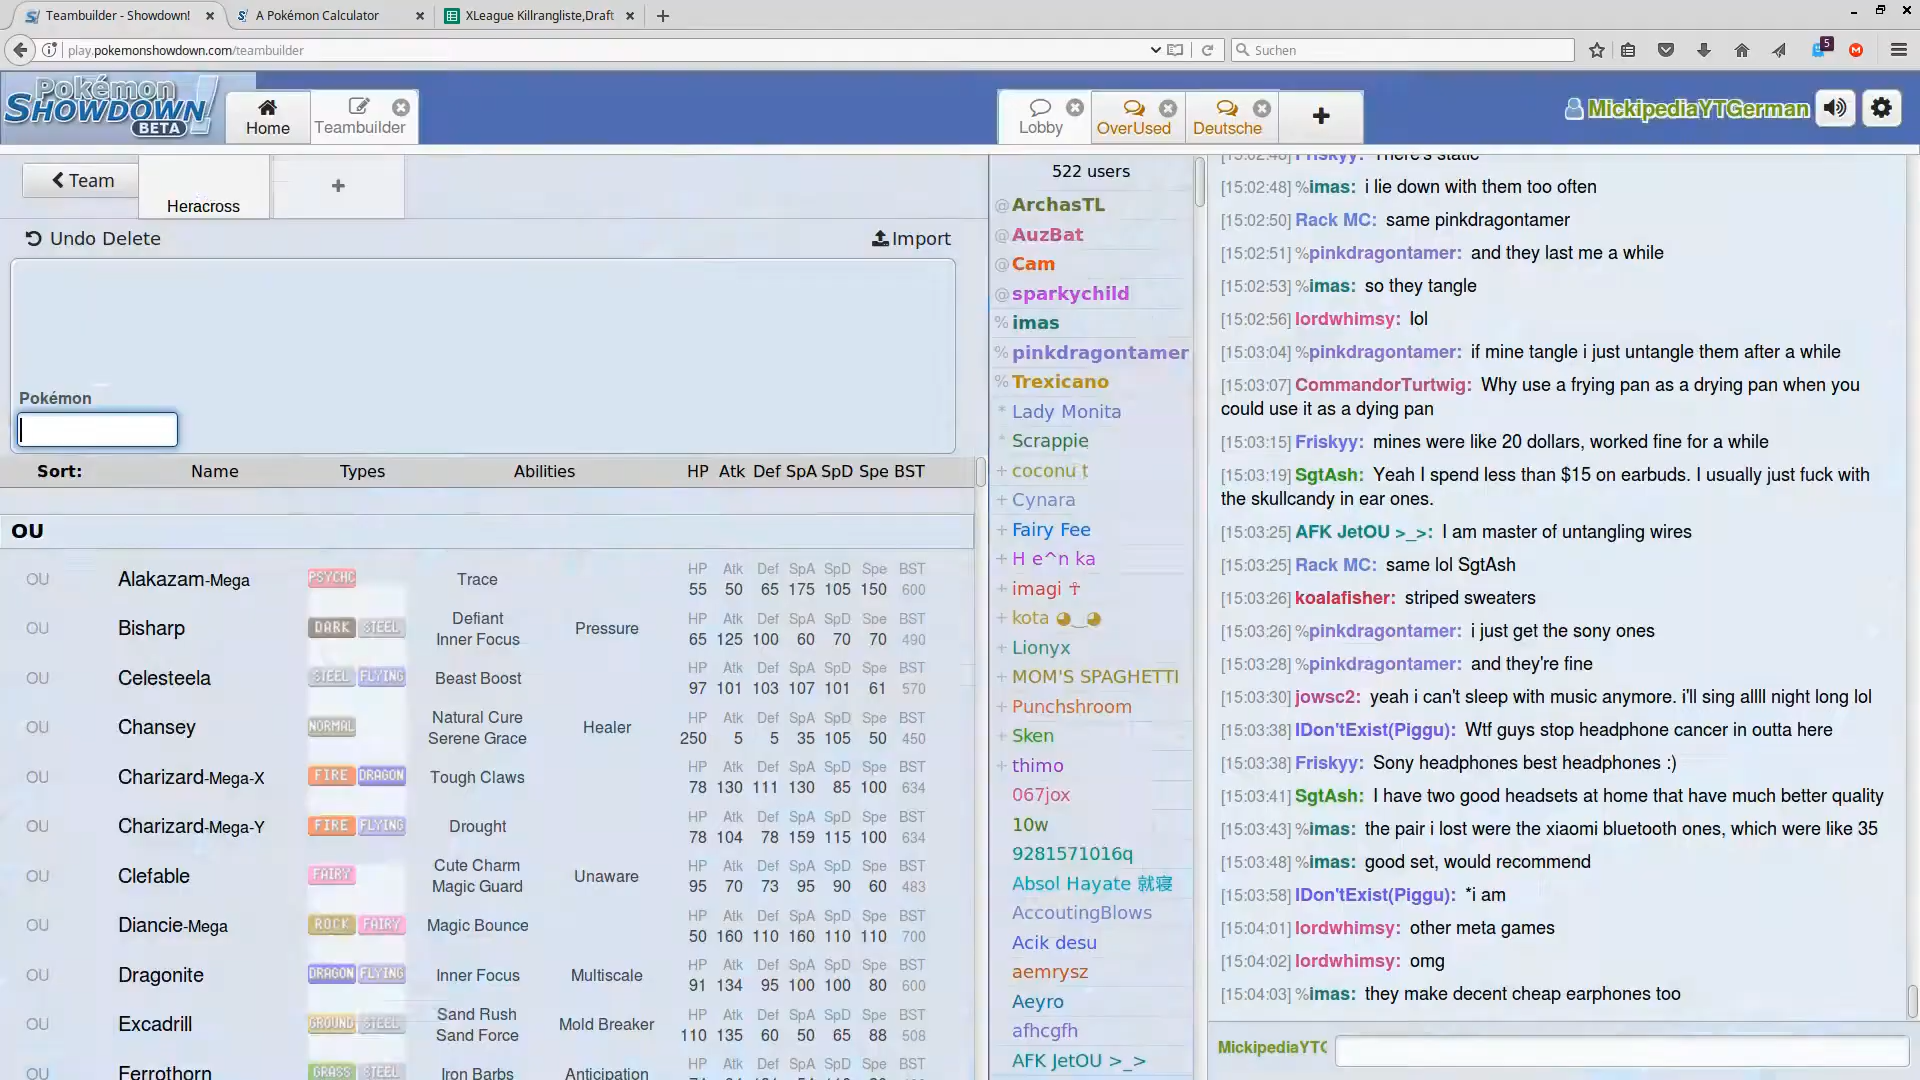 Teambuilder - Showdown!
A Pokémon Calculator
XLeague Killrangliste,Draft
play.pokemonshowdown.com/teambuilder
Suchen
5
Pokémon
SHOWDOWN!
BETA
Home
Teambuilder
Lobby
OverUsed
Deutsche
MickipediaYTGerman
Team
Heracross
Undo Delete
Import
Pokémon
Sort: Name Types Abilities HP Atk Def SpA SpD Spe BST
OU
OU Alakazam-Mega PSYCHC Trace HP 55 Atk 50 Def 65 SpA 175 SpD 105 Spe 150 BST 600
OU Bisharp DARK STEEL Defiant Inner Focus Pressure HP 65 Atk 125 Def 100 SpA 60 SpD 70 Spe 70 BST 490
OU Celesteela STEEL FLYING Beast Boost HP 97 Atk 101 Def 103 SpA 107 SpD 101 Spe 61 BST 570
OU Chansey NORMAL Natural Cure Serene Grace Healer HP 250 Atk 5 Def 5 SpA 35 SpD 105 Spe 50 BST 450
OU Charizard-Mega-X FIRE DRAGON Tough Claws HP 78 Atk 130 Def 111 SpA 130 SpD 85 Spe 100 BST 634
OU Charizard-Mega-Y FIRE FLYING Drought HP 78 Atk 104 Def 78 SpA 159 SpD 115 Spe 100 BST 634
OU Clefable FAIRY Cute Charm Magic Guard Unaware HP 95 Atk 70 Def 73 SpA 95 SpD 90 Spe 60 BST 483
OU Diancie-Mega ROCK FAIRY Magic Bounce HP 50 Atk 160 Def 110 SpA 160 SpD 110 Spe 110 BST 700
OU Dragonite DRAGON FLYING Inner Focus Multiscale HP 91 Atk 134 Def 95 SpA 100 SpD 100 Spe 80 BST 600
OU Excadrill GROUND STEEL Sand Rush Sand Force Mold Breaker HP 110 Atk 135 Def 60 SpA 50 SpD 65 Spe 88 BST 508
OU Ferrothorn GRASS STEEL Iron Barbs Anticipation HP Atk Def SpA SpD Spe BST
522 users
@ArchasTL
@AuzBat
@Cam
@sparkychild
%imas
%pinkdragontamer
%Trexicano
*Lady Monita
*Scrappie
+coconu t
+Cynara
+Fairy Fee
+H e^n ka
+imagi ☥
+kota ◕‿◕
+Lionyx
+MOM'S SPAGHETTI
+Punchshroom
+Sken
+thimo
067jox
10w
9281571016q
Absol Hayate 就寝
AccoutingBlows
Acik desu
aemrysz
Aeyro
afhcgfh
AFK JetOU >_>
[15:02:48] Friskyy: There's static
[15:02:48] %imas: i lie down with them too often
[15:02:50] Rack MC: same pinkdragontamer
[15:02:51] %pinkdragontamer: and they last me a while
[15:02:53] %imas: so they tangle
[15:02:56] lordwhimsy: lol
[15:03:04] %pinkdragontamer: if mine tangle i just untangle them after a while
[15:03:07] CommandorTurtwig: Why use a frying pan as a drying pan when you
could use it as a dying pan
[15:03:15] Friskyy: mines were like 20 dollars, worked fine for a while
[15:03:19] SgtAsh: Yeah I spend less than $15 on earbuds. I usually just fuck with
the skullcandy in ear ones.
[15:03:25] AFK JetOU >_>: I am master of untangling wires
[15:03:25] Rack MC: same lol SgtAsh
[15:03:26] koalafisher: striped sweaters
[15:03:26] %pinkdragontamer: i just get the sony ones
[15:03:28] %pinkdragontamer: and they're fine
[15:03:30] jowsc2: yeah i can't sleep with music anymore. i'll sing allll night long lol
[15:03:38] IDon'tExist(Piggu): Wtf guys stop headphone cancer in outta here
[15:03:38] Friskyy: Sony headphones best headphones :)
[15:03:41] SgtAsh: I have two good headsets at home that have much better quality
[15:03:43] %imas: the pair i lost were the xiaomi bluetooth ones, which were like 35
[15:03:48] %imas: good set, would recommend
[15:03:58] IDon'tExist(Piggu): *i am
[15:04:01] lordwhimsy: other meta games
[15:04:02] lordwhimsy: omg
[15:04:03] %imas: they make decent cheap earphones too
MickipediaYTG